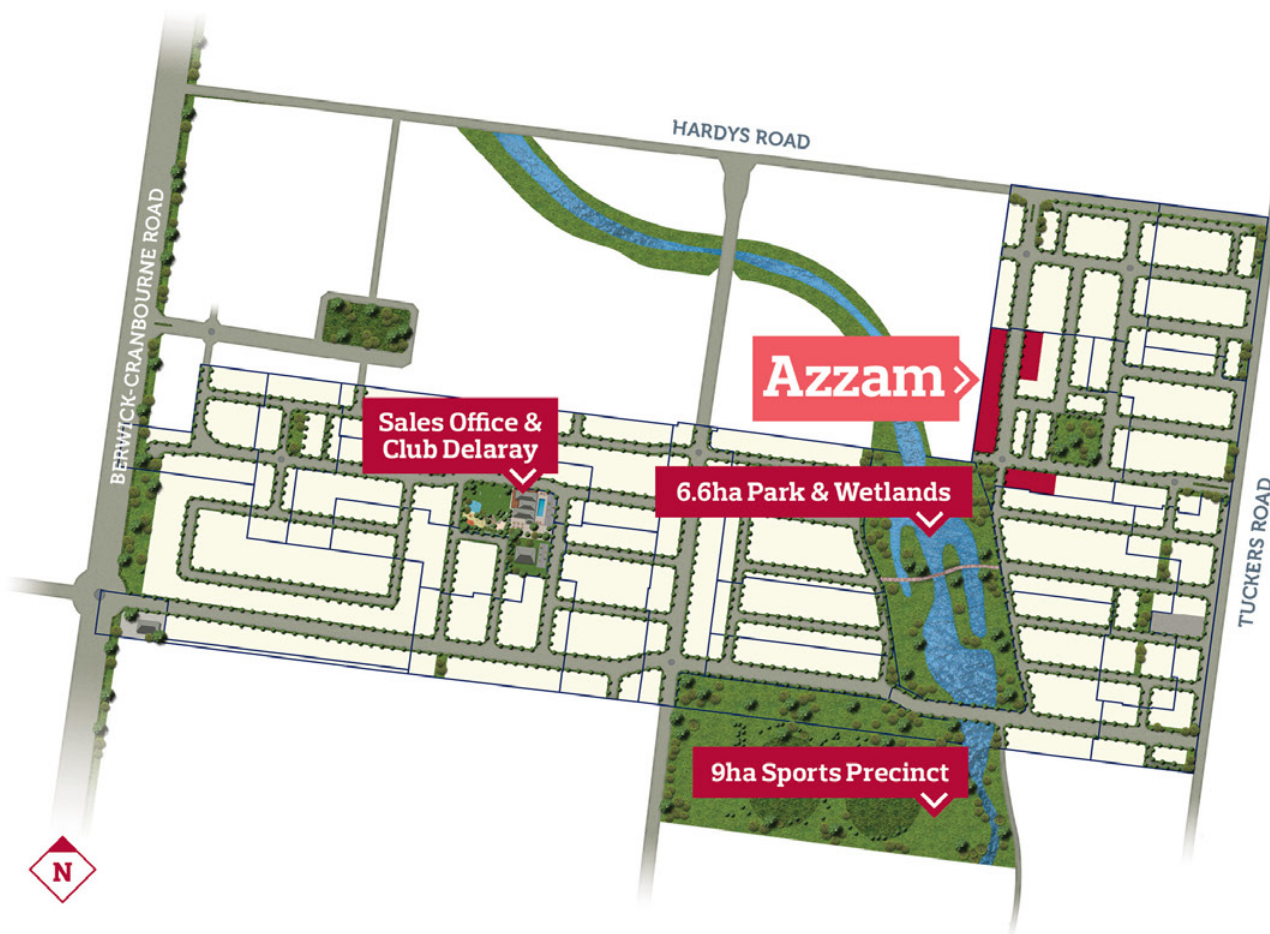 HARDYS ROAD
BERWICK-CRANBOURNE ROAD
Azzam
Sales Office &
Club Delaray
6.6ha Park & Wetlands
TUCKERS ROAD
9ha Sports Precinct
N